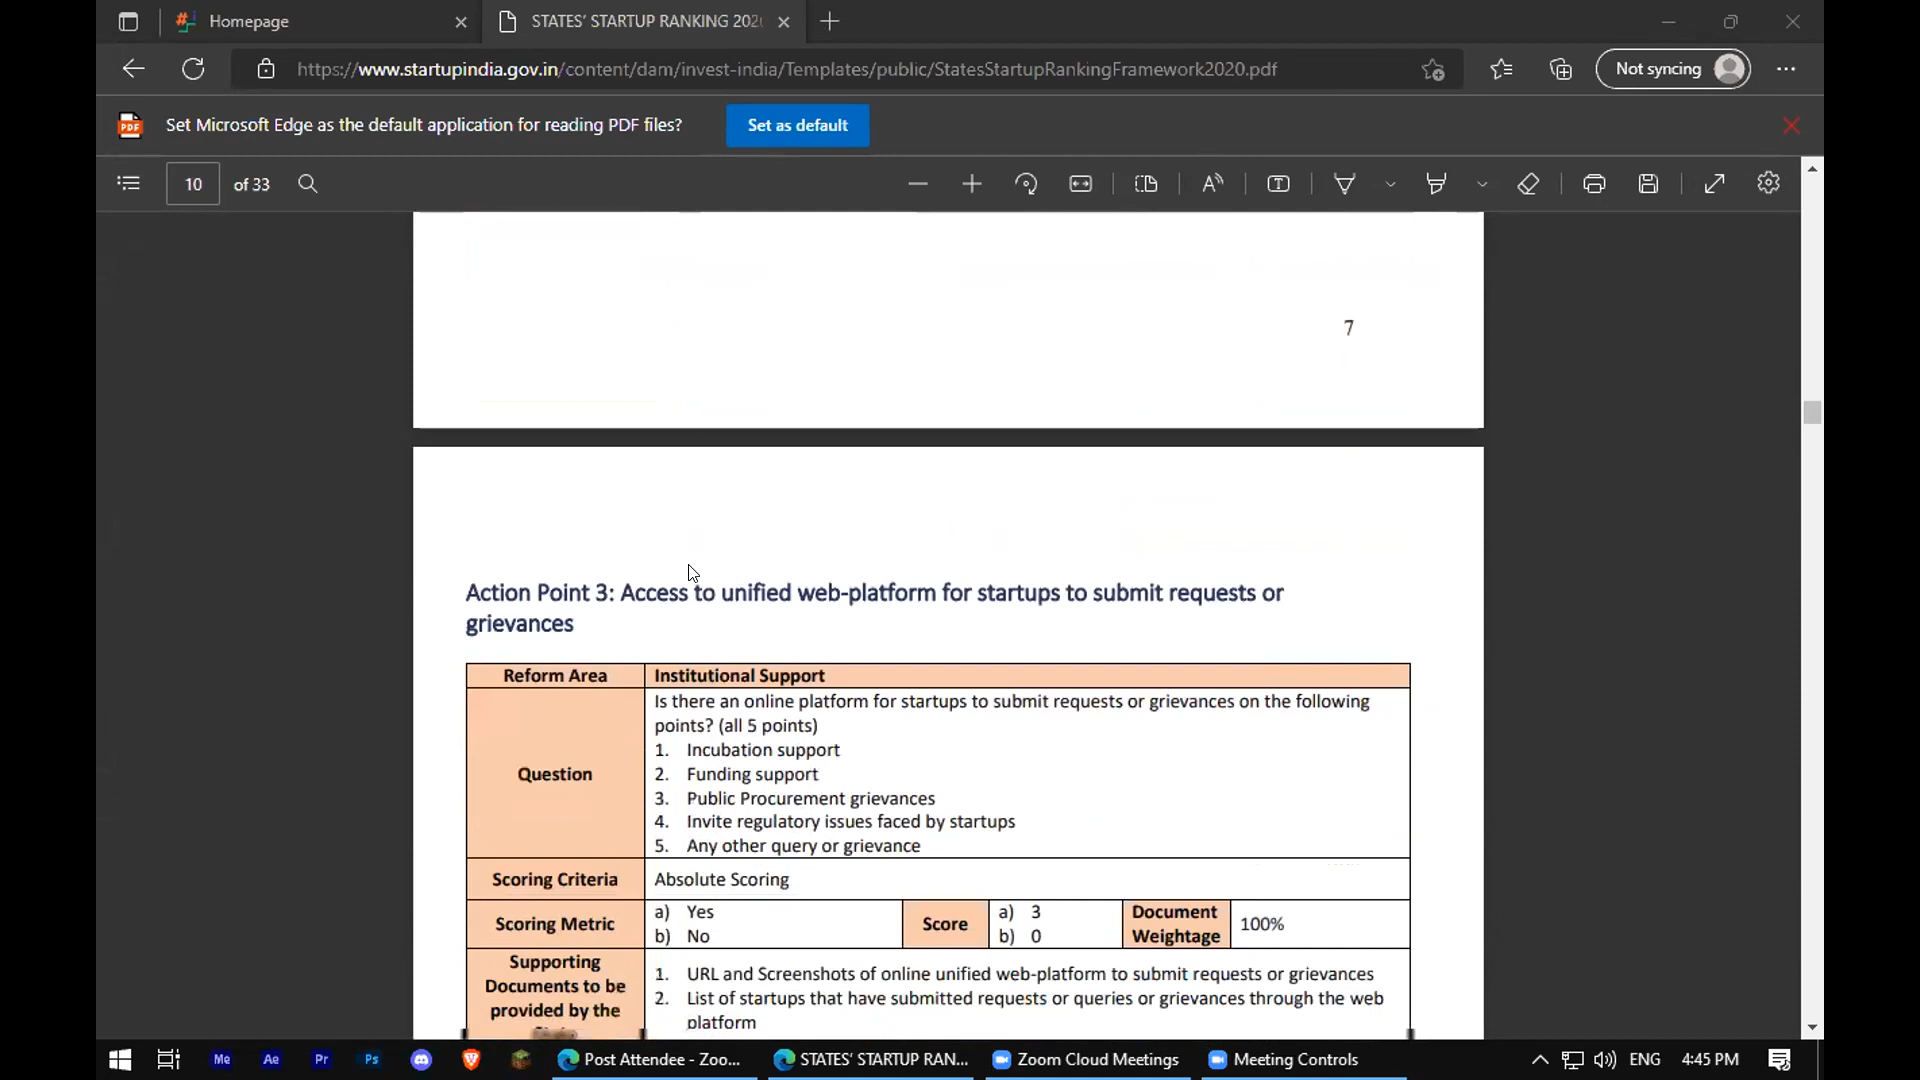 Homepage
STATES' STARTUP RANKING 202
https://www.startupindia.gov.in/content/dam/invest-india/Templates/public/StatesStartupRankingFramework2020.pdf
Not syncing
PDF
Set Microsoft Edge as the default application for reading PDF files?
Set as default
10 of 33
7
Action Point 3: Access to unified web-platform for startups to submit requests or
grievances
Reform Area
Institutional Support
Question
Is there an online platform for startups to submit requests or grievances on the following
points? (all 5 points)
1. Incubation support
2. Funding support
3. Public Procurement grievances
4. Invite regulatory issues faced by startups
5. Any other query or grievance
Scoring Criteria
Absolute Scoring
Scoring Metric
a) Yes
b) No
Score
a) 3
b) 0
Document
Weightage
100%
Supporting
Documents to be
provided by the
1. URL and Screenshots of online unified web-platform to submit requests or grievances
2. List of startups that have submitted requests or queries or grievances through the web
platform
Me
Ae
Pr
Ps
Post Attendee - Zoo...
STATES' STARTUP RAN...
Zoom Cloud Meetings
Meeting Controls
ENG
4:45 PM